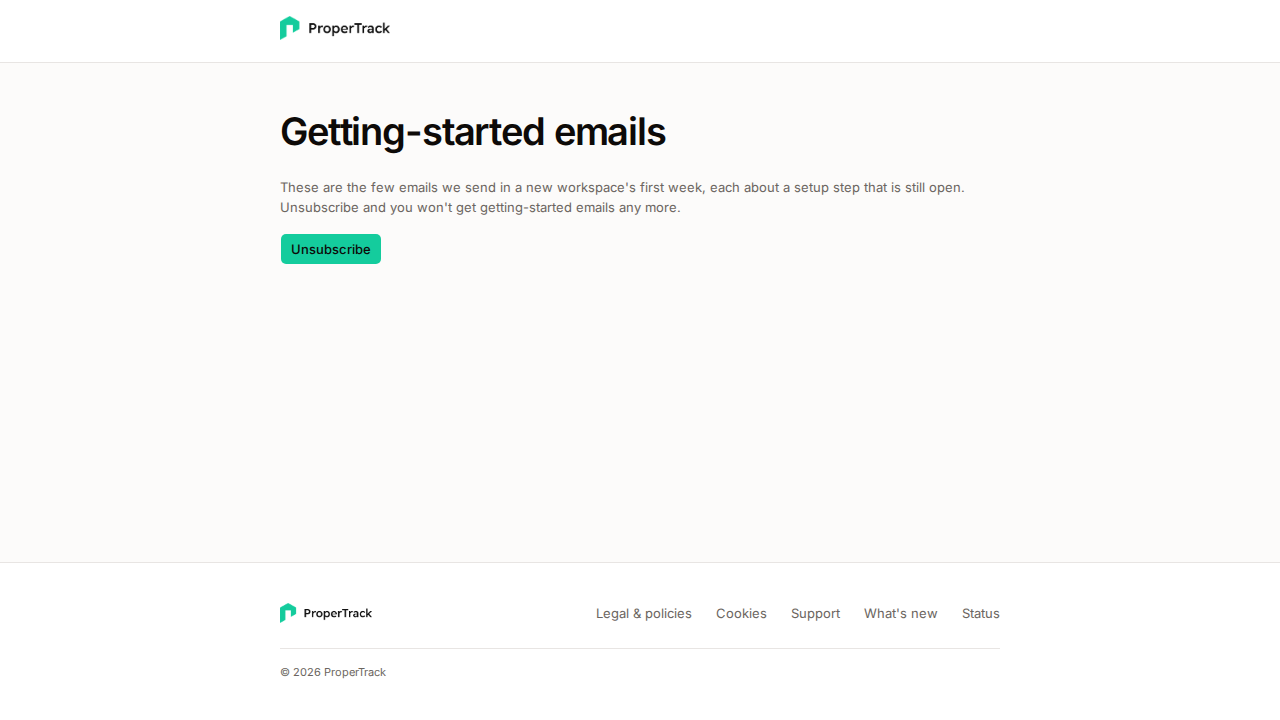 ProperTrack
Getting-started emails
These are the few emails we send in a new workspace's first week, each about a setup step that is still open.
Unsubscribe and you won't get getting-started emails any more.
Unsubscribe
ProperTrack
Legal & policies
Cookies
Support
What's new
Status
© 2026 ProperTrack